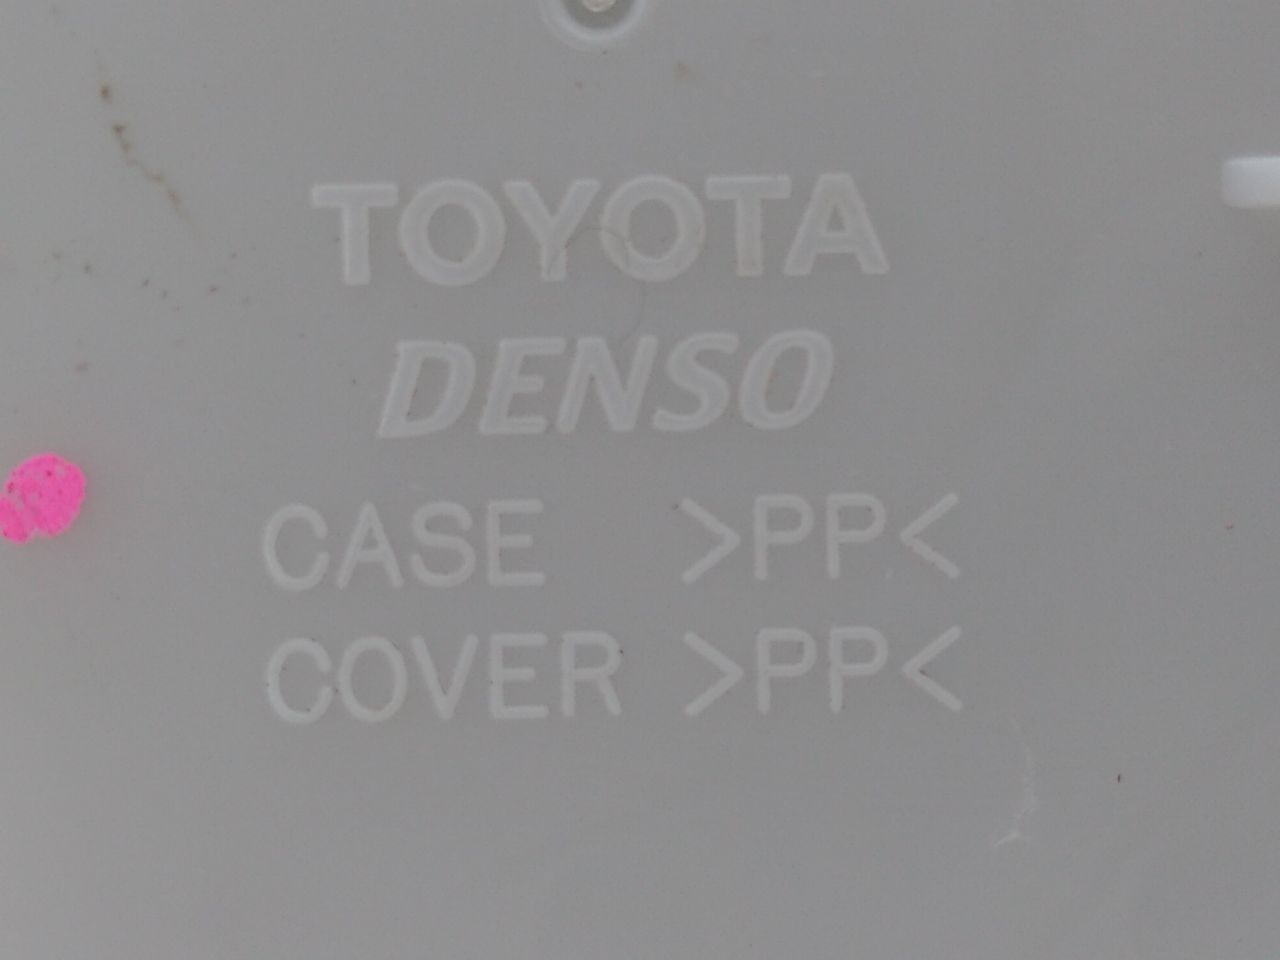 TOYOTA
DENSO
CASE >PP<
COVER >PP<